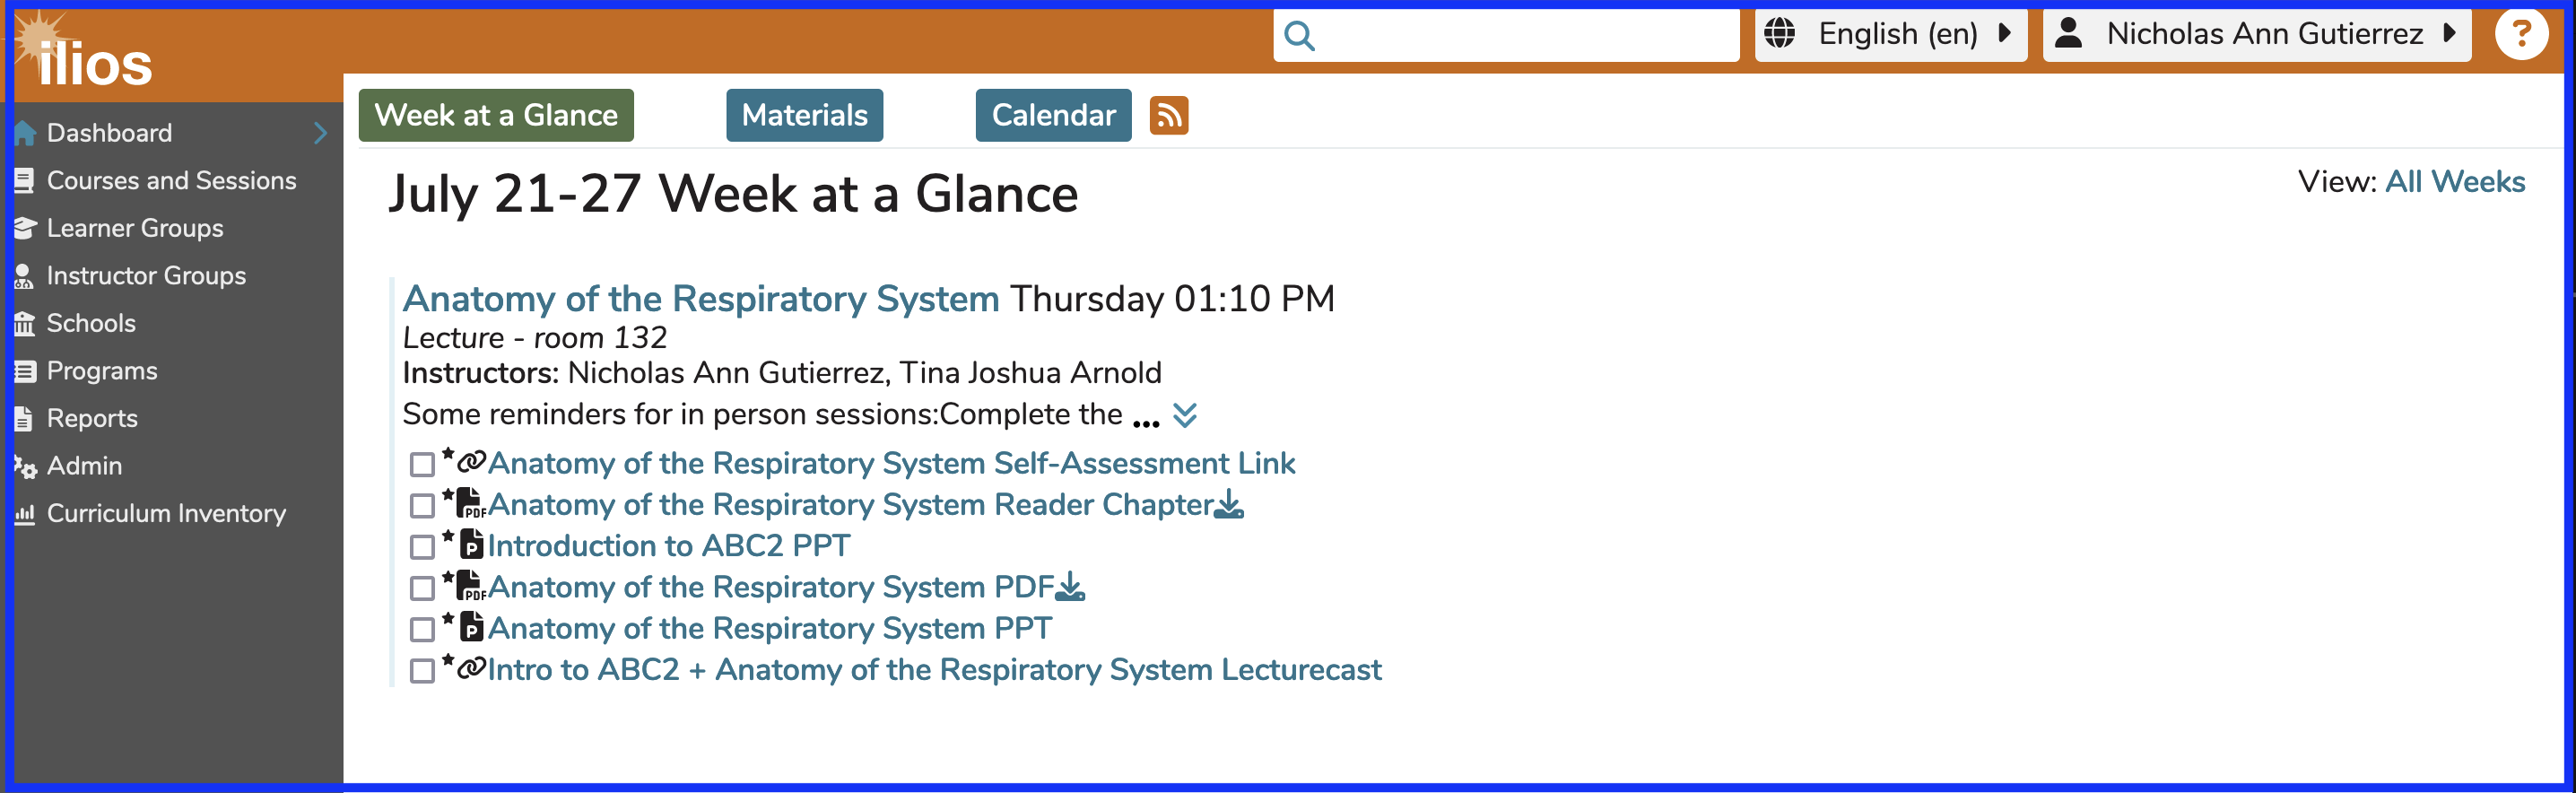 ilios
English (en)
Nicholas Ann Gutierrez
?
Dashboard
Courses and Sessions
Learner Groups
Instructor Groups
Schools
Programs
Reports
Admin
Curriculum Inventory
Week at a Glance
Materials
Calendar
July 21-27 Week at a Glance
View: All Weeks
Anatomy of the Respiratory System Thursday 01:10 PM
Lecture - room 132
Instructors: Nicholas Ann Gutierrez, Tina Joshua Arnold
Some reminders for in person sessions:Complete the ...
Anatomy of the Respiratory System Self-Assessment Link
PDF Anatomy of the Respiratory System Reader Chapter
P Introduction to ABC2 PPT
PDF Anatomy of the Respiratory System PDF
P Anatomy of the Respiratory System PPT
Intro to ABC2 + Anatomy of the Respiratory System Lecturecast